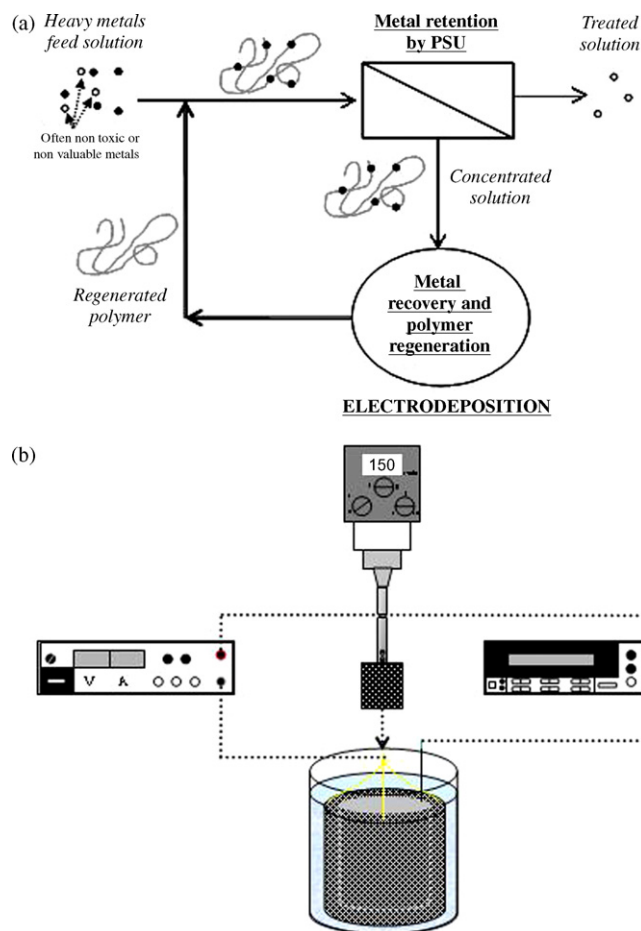 (a)
Heavy metals
feed solution
Often non toxic or
non valuable metals
Metal retention
by PSU
Treated
solution
Concentrated
solution
Regenerated
polymer
Metal
recovery and
polymer
regeneration
ELECTRODEPOSITION
(b)
150
V A